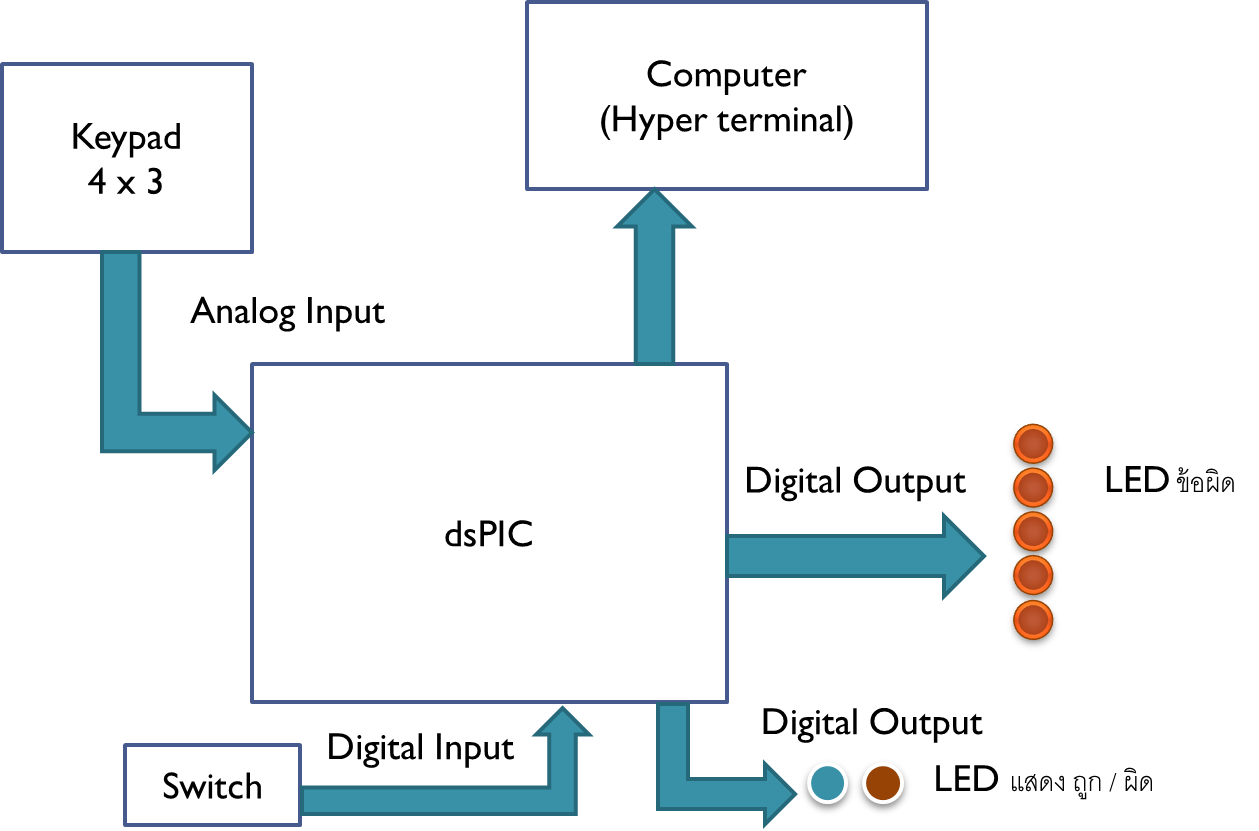 Computer
(Hyper terminal)
Keypad
4 x 3
Analog Input
Digital Output
LED ข้อผิด
dsPIC
Digital Output
Digital Input
LED แสดง ถูก / ผิด
Switch